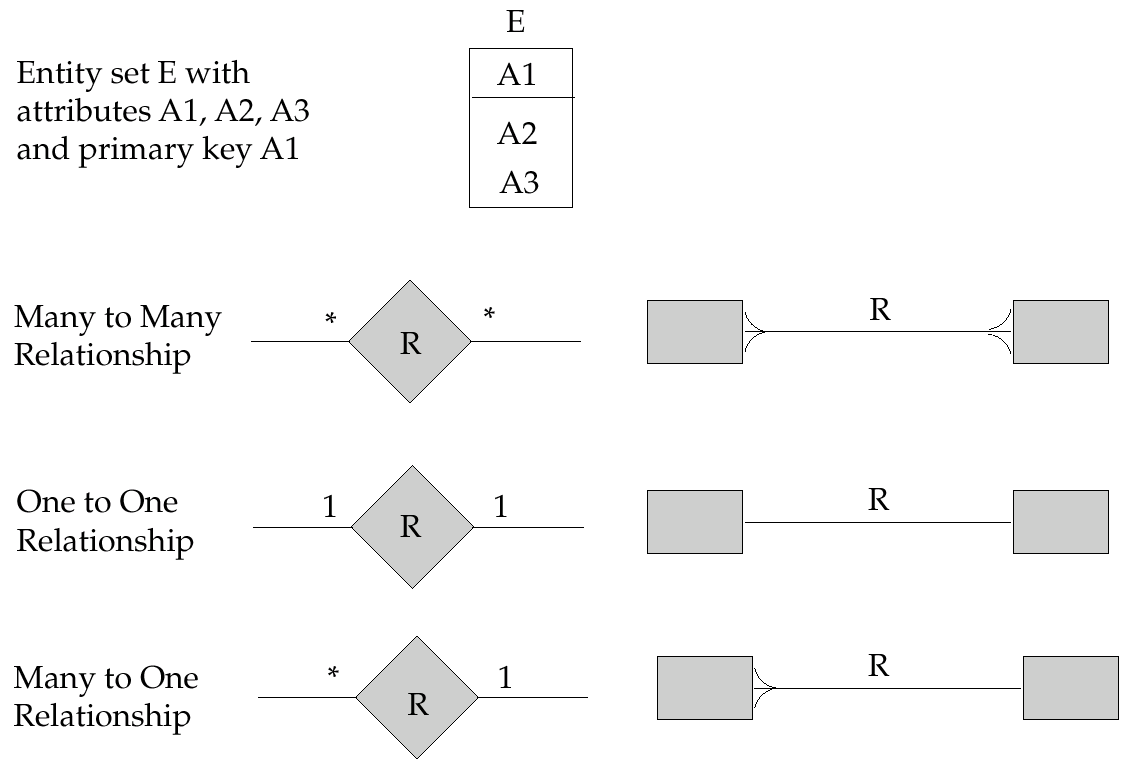 E
Entity set E with
attributes A1, A2, A3
and primary key A1
A1
A2
A3
Many to Many
Relationship
* R *
R
One to One
Relationship
1 R 1
R
Many to One
Relationship
* R 1
R